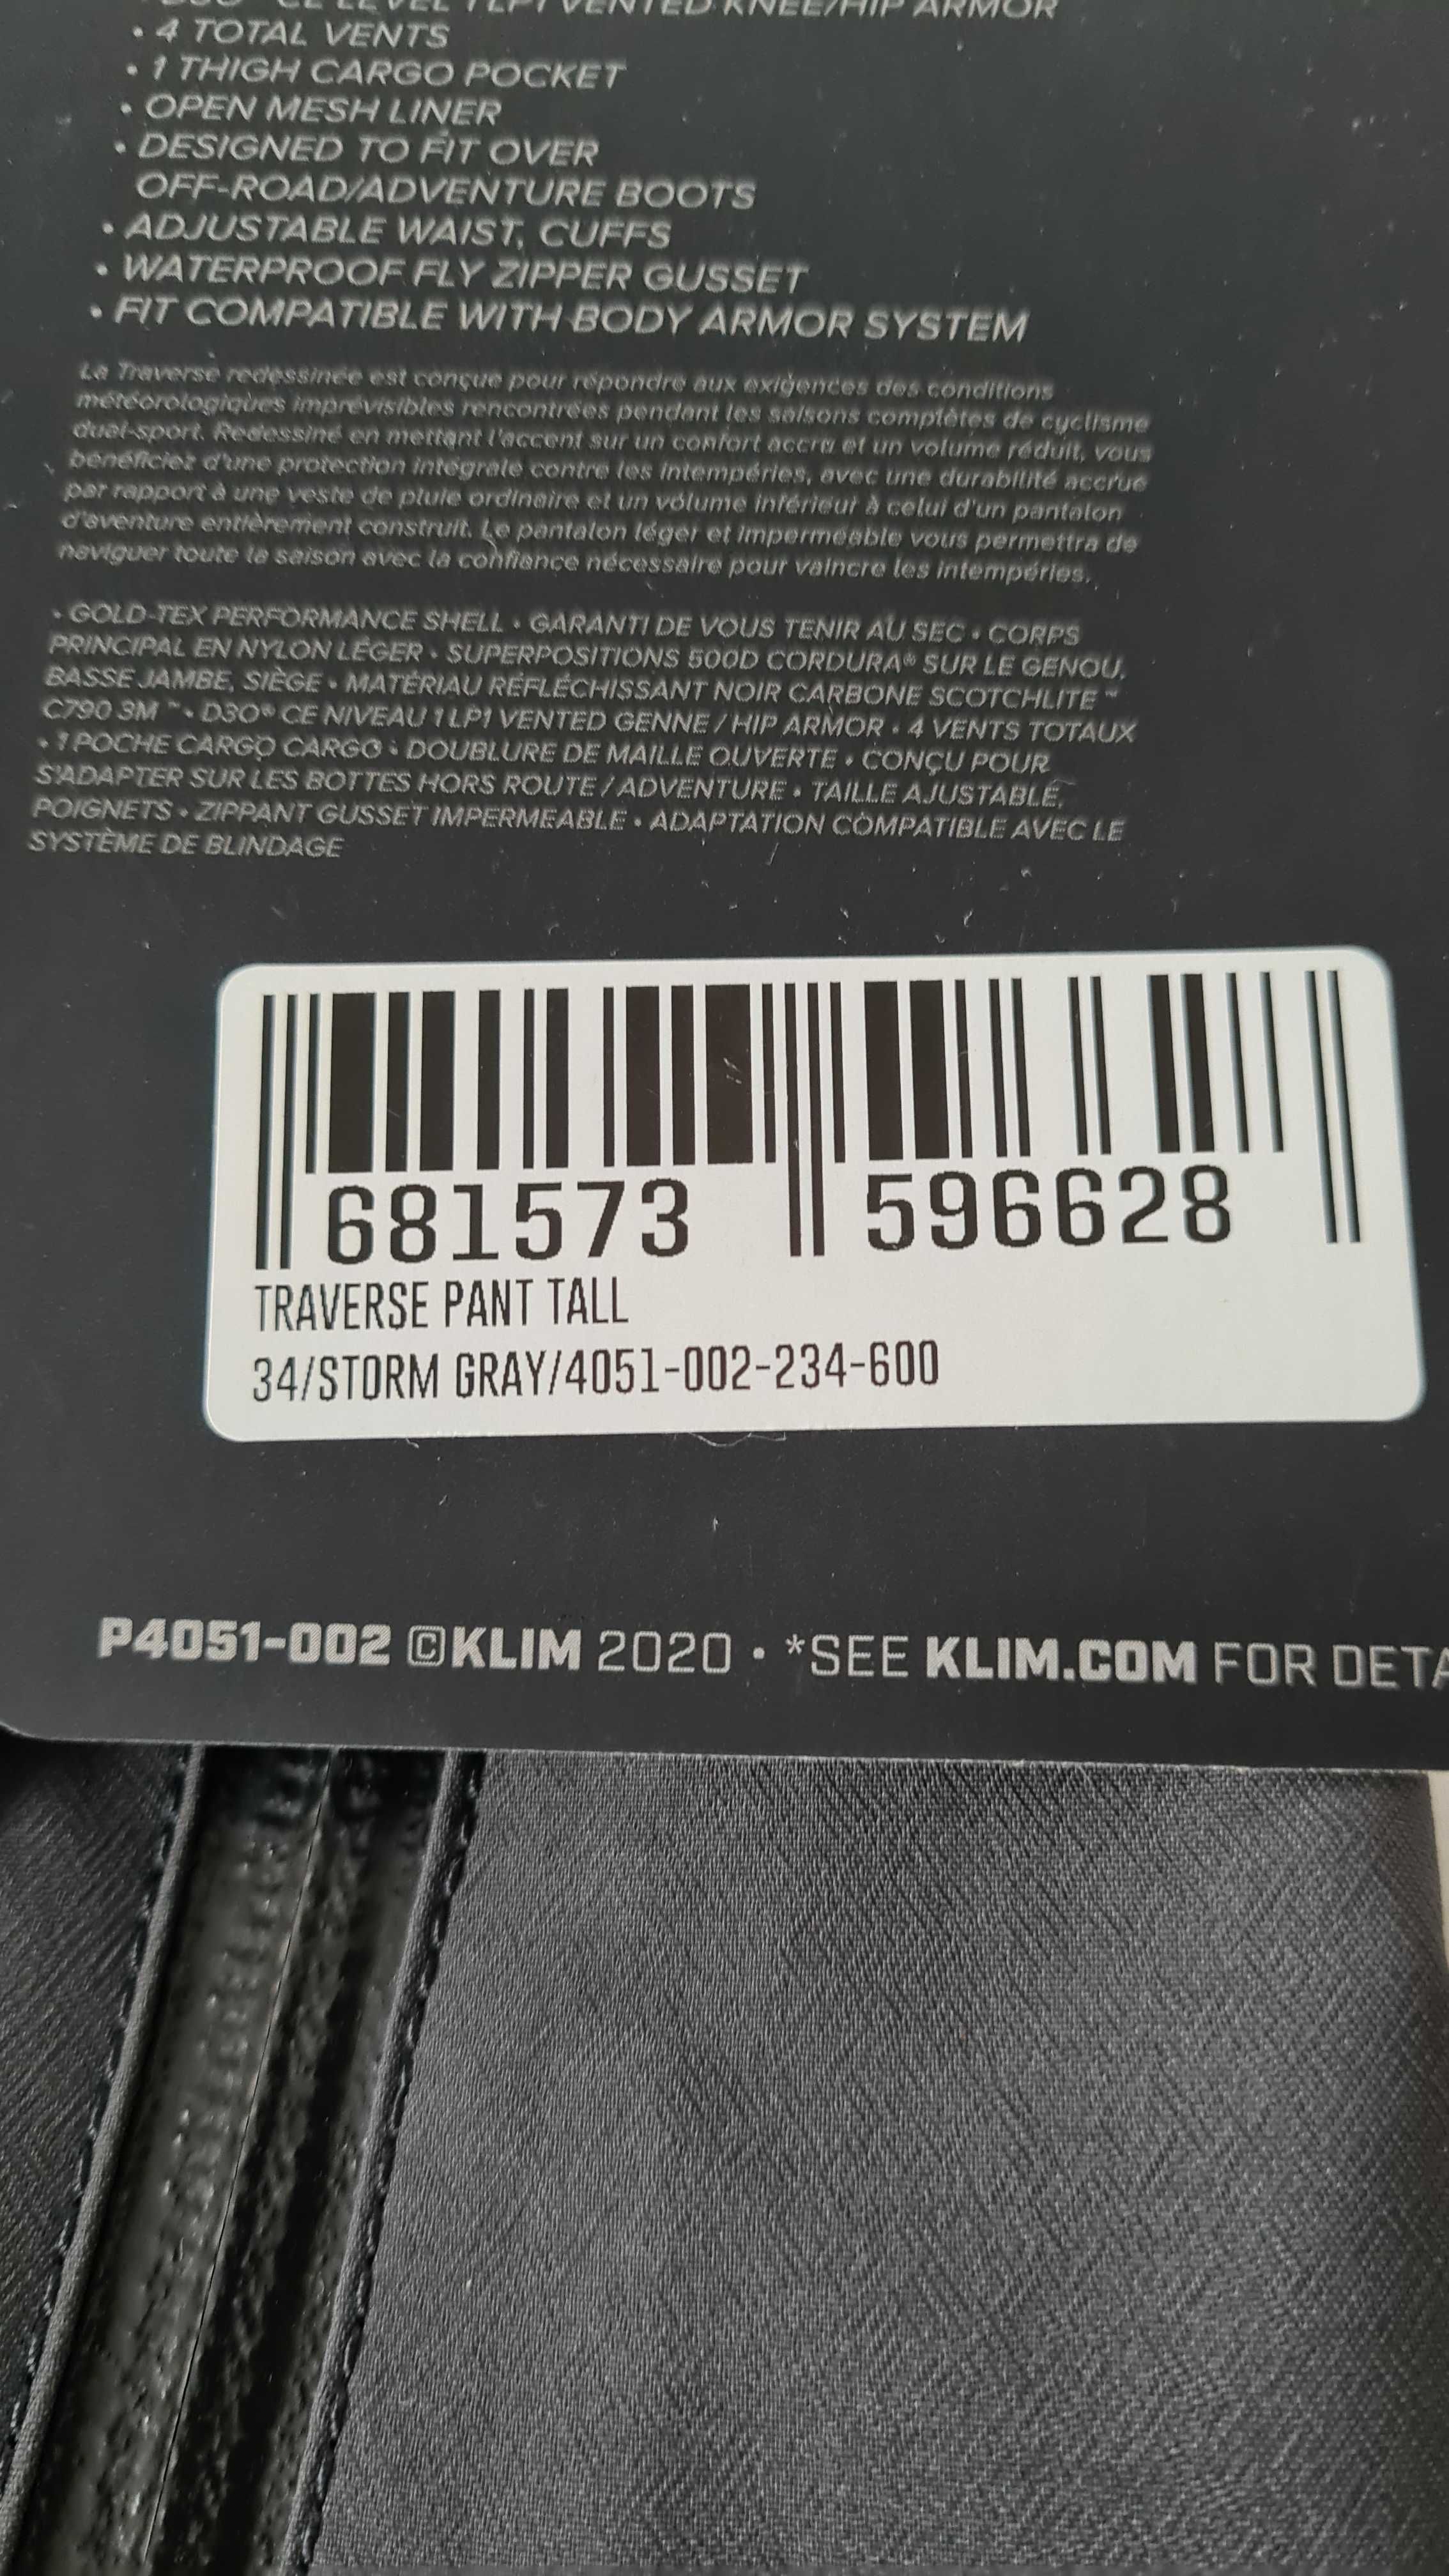 CE LEVEL 1 LP1 VENTED KNEE/HIP ARMOR
• 4 TOTAL VENTS
• 1 THIGH CARGO POCKET
• OPEN MESH LINER
• DESIGNED TO FIT OVER
OFF-ROAD/ADVENTURE BOOTS
• ADJUSTABLE WAIST, CUFFS
• WATERPROOF FLY ZIPPER GUSSET
• FIT COMPATIBLE WITH BODY ARMOR SYSTEM
La Traverse redessinée est conçue pour répondre aux exigences des conditions
météorologiques imprévisibles rencontrées pendant les saisons complètes de cyclisme
duel-sport. Redessiné en mettant l'accent sur un confort accru et un volume réduit, vous
bénéficiez d'une protection intégrale contre les intempéries, avec une durabilité accrue
par rapport à une veste de pluie ordinaire et un volume inférieur à celui d'un pantalon
d'aventure entièrement construit. Le pantalon léger et imperméable vous permettra de
naviguer toute la saison avec la confiance nécessaire pour vaincre les intempéries.
• GOLD-TEX PERFORMANCE SHELL • GARANTI DE VOUS TENIR AU SEC • CORPS
PRINCIPAL EN NYLON LÉGER • SUPERPOSITIONS 500D CORDURA® SUR LE GENOU,
BASSE JAMBE, SIÈGE • MATÉRIAU RÉFLÉCHISSANT NOIR CARBONE SCOTCHLITE™
C790 3M™ • D3O® CE NIVEAU 1 LP1 VENTED GENNE / HIP ARMOR • 4 VENTS TOTAUX
• 1 POCHE CARGO CARGO • DOUBLURE DE MAILLE OUVERTE • CONÇU POUR
S'ADAPTER SUR LES BOTTES HORS ROUTE / ADVENTURE • TAILLE AJUSTABLE,
POIGNETS • ZIPPANT GUSSET IMPERMEABLE • ADAPTATION COMPATIBLE AVEC LE
SYSTÈME DE BLINDAGE
681573 596628
TRAVERSE PANT TALL
34/STORM GRAY/4051-002-234-600
P4051-002 ©KLIM 2020 • *SEE KLIM.COM FOR DETA